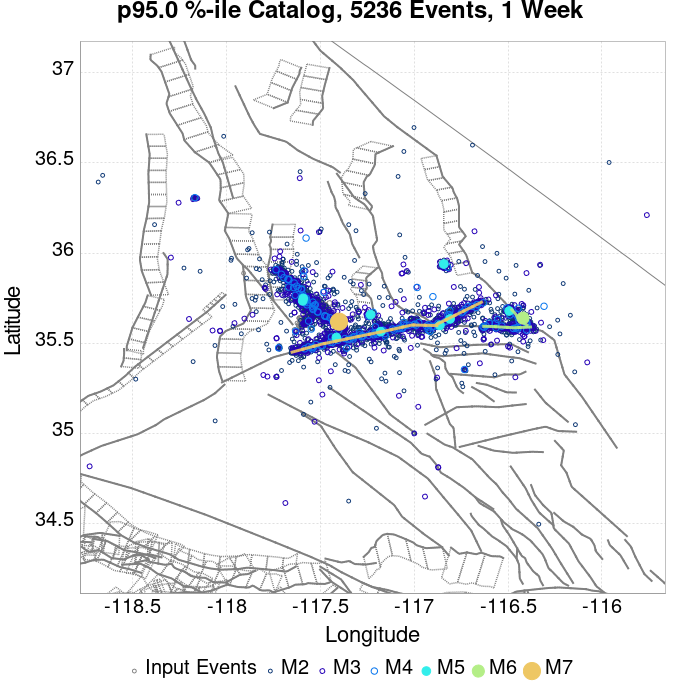 p95.0 %-ile Catalog, 5236 Events, 1 Week
37
36.5
36
35.5
35
34.5
Latitude
-118.5 -118 -117.5 -117 -116.5 -116
Longitude
Input Events M2 M3 M4 M5 M6 M7